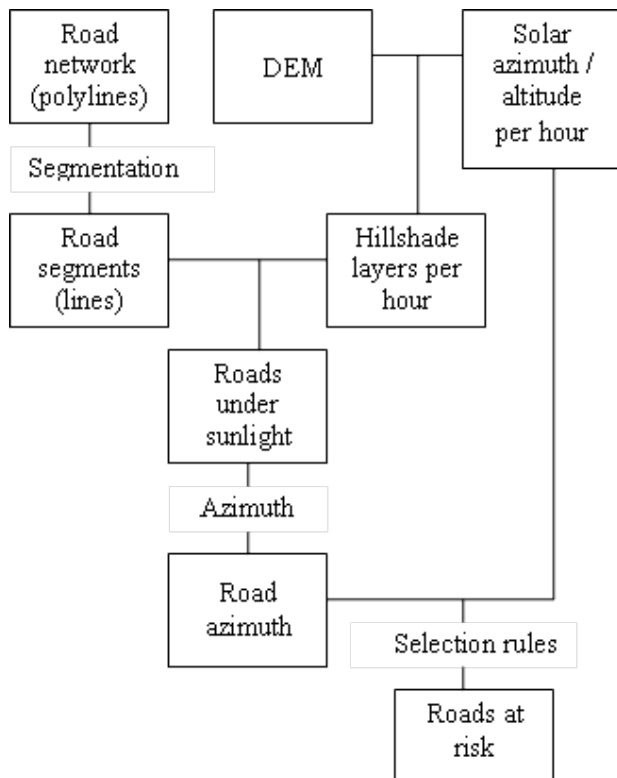 Road
network
(polylines)
DEM
Solar
azimuth /
altitude
per hour
Segmentation
Road
segments
(lines)
Hillshade
layers per
hour
Roads
under
sunlight
Azimuth
Road
azimuth
Selection rules
Roads at
risk